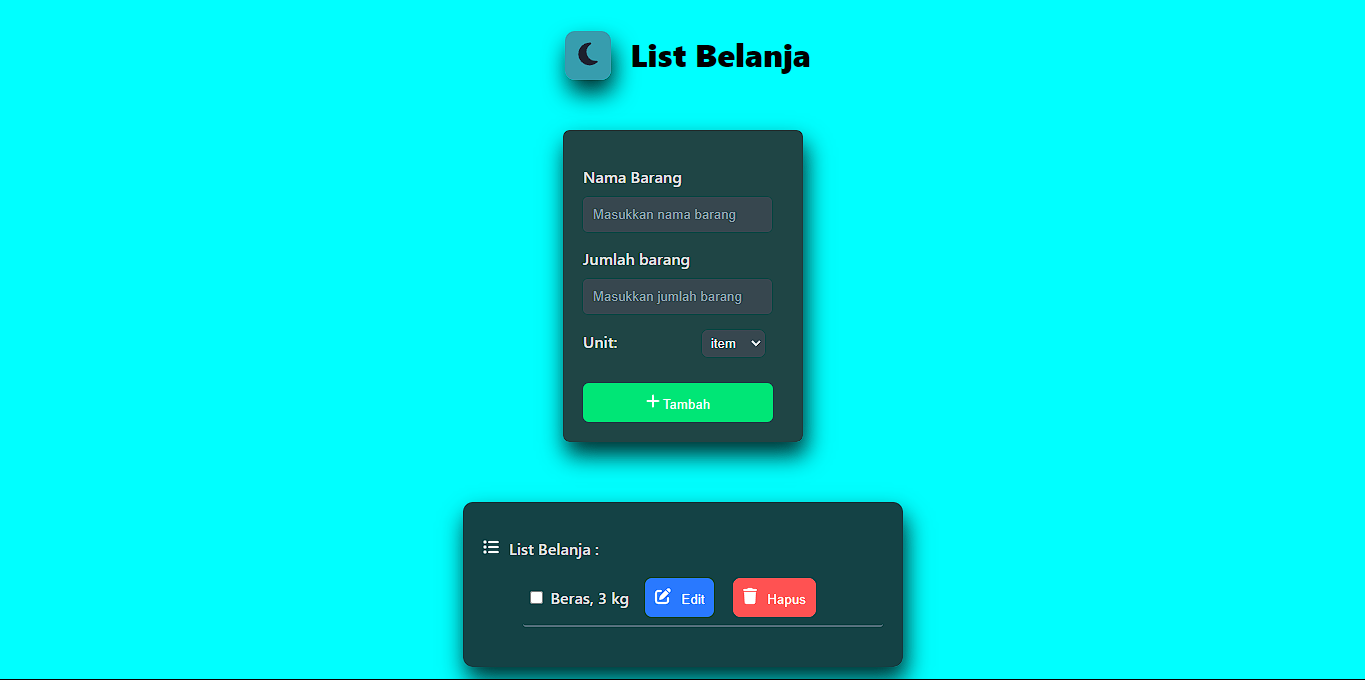 List Belanja
Nama Barang
Masukkan nama barang
Jumlah barang
Masukkan jumlah barang
Unit: item
Tambah
List Belanja :
Beras, 3 kg Edit Hapus